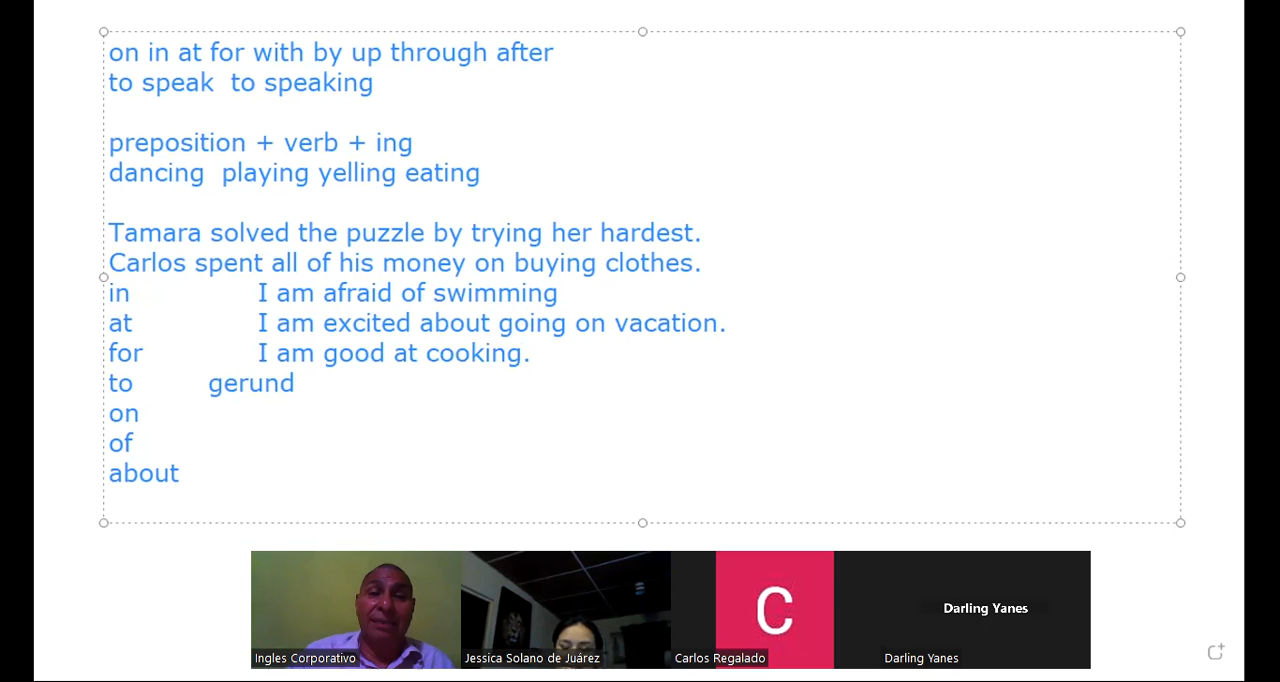 on in at for with by up through after
to speak  to speaking
preposition + verb + ing
dancing  playing yelling eating
Tamara solved the puzzle by trying her hardest.
Carlos spent all of his money on buying clothes.
in I am afraid of swimming
at I am excited about going on vacation.
for I am good at cooking.
to gerund
on
of
about
C
Darling Yanes
Ingles Corporativo
Jessica Solano de Juárez
Carlos Regalado
Darling Yanes